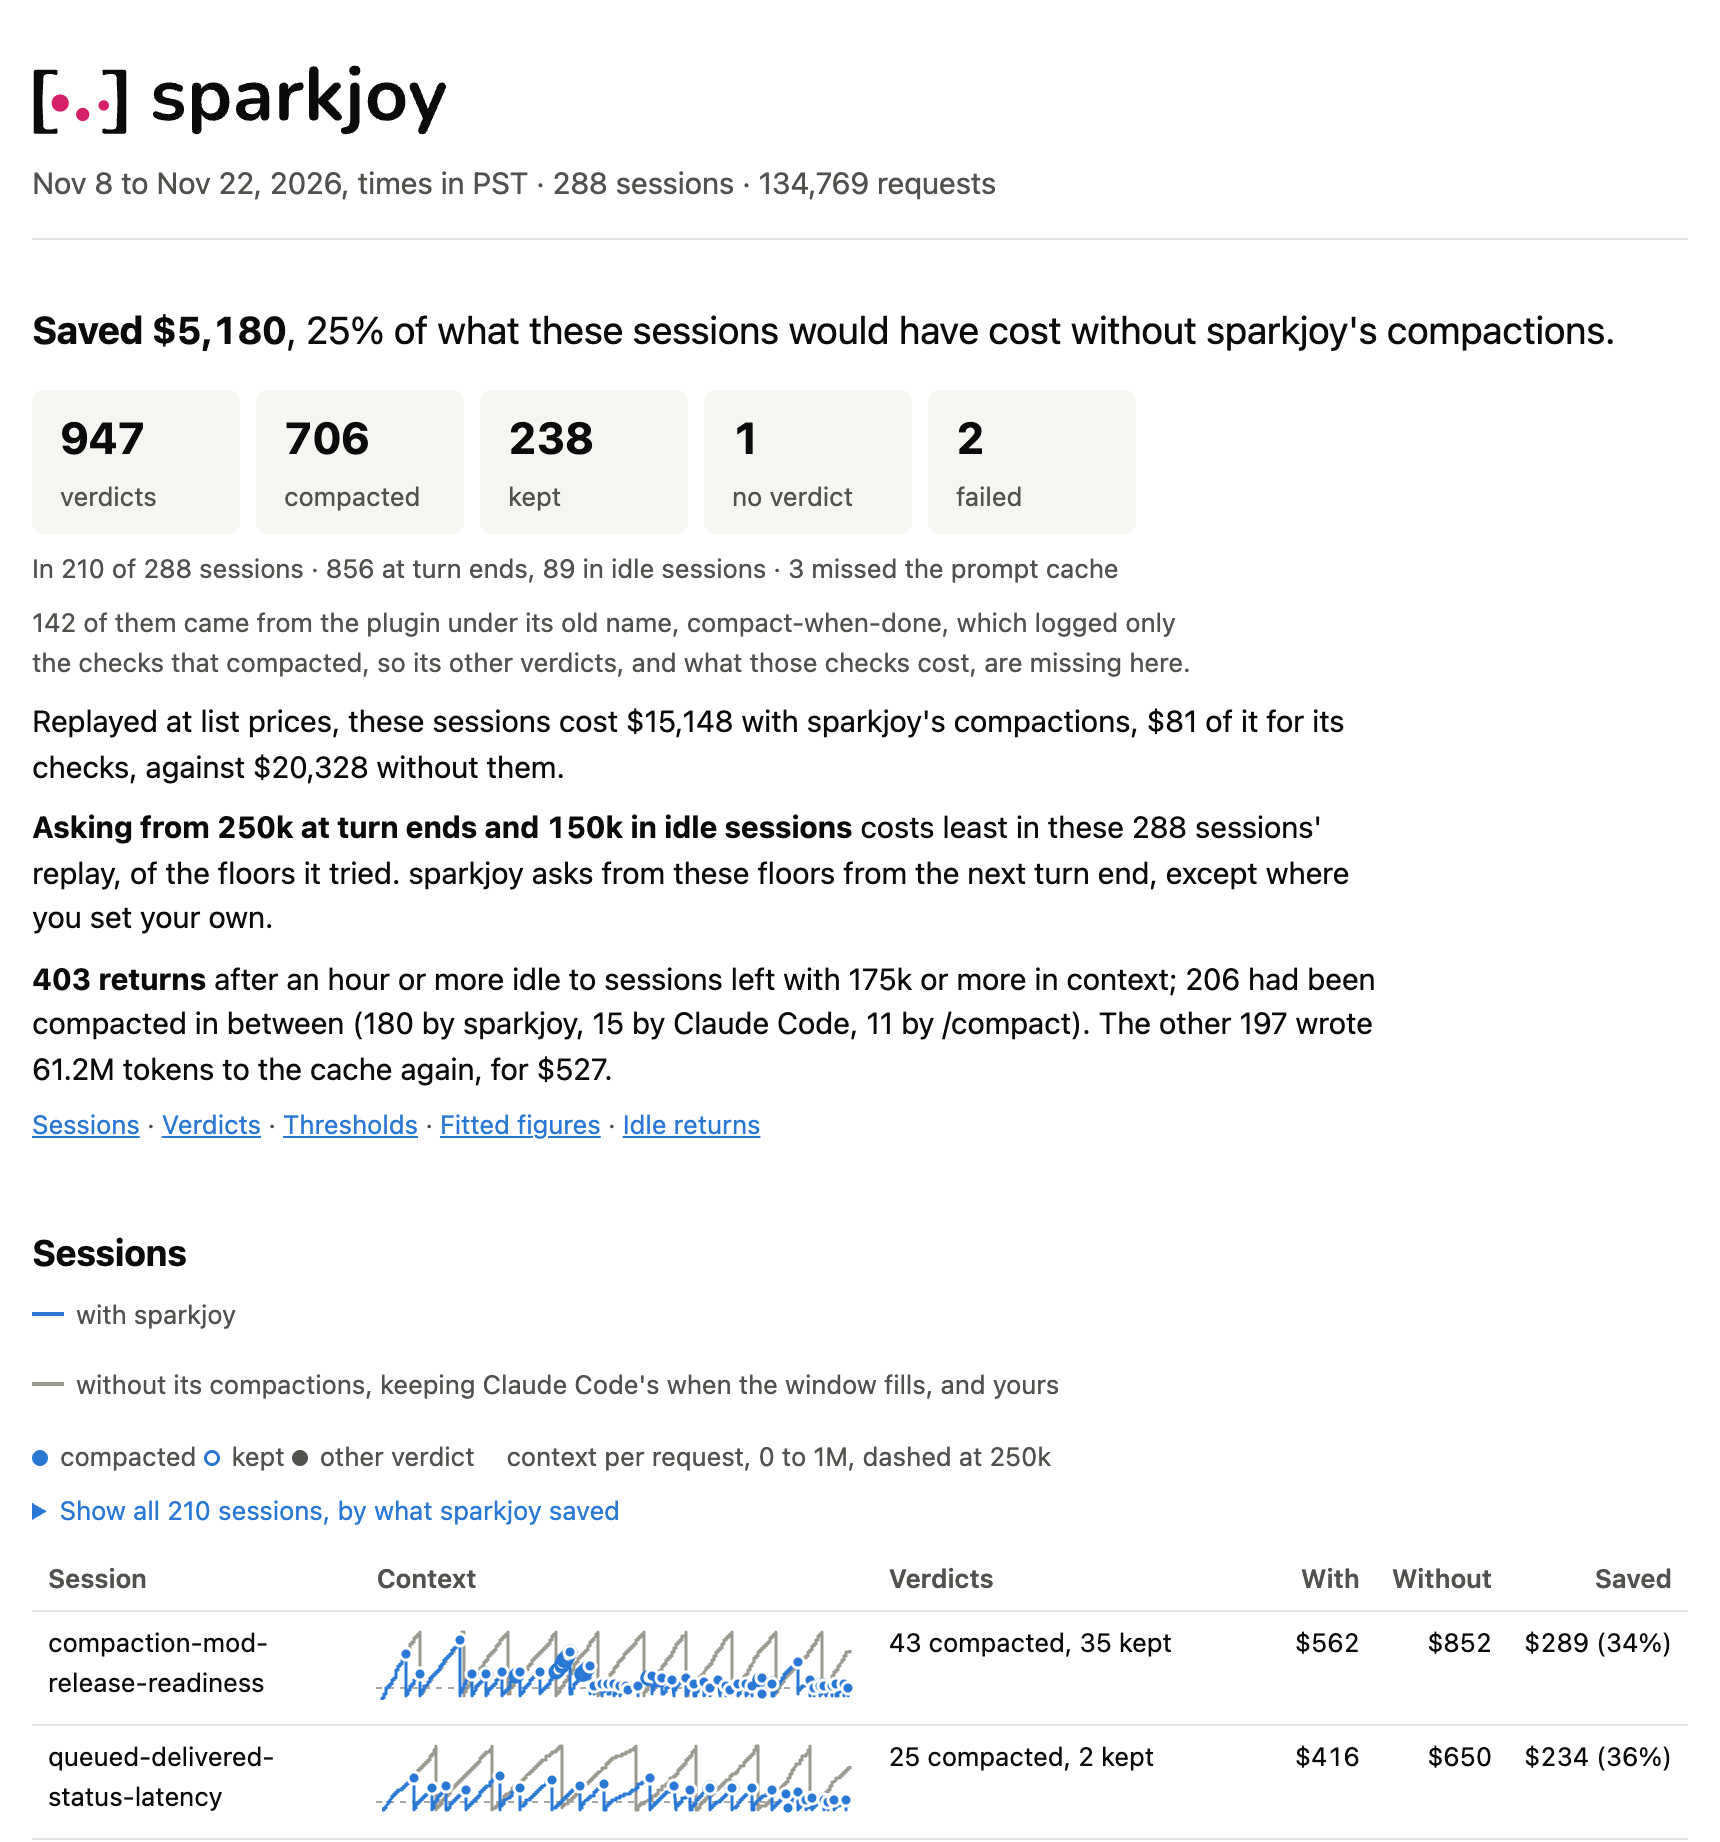 [...] sparkjoy
Nov 8 to Nov 22, 2026, times in PST · 288 sessions · 134,769 requests
Saved $5,180, 25% of what these sessions would have cost without sparkjoy's compactions.
947
verdicts
706
compacted
238
kept
1
no verdict
2
failed
In 210 of 288 sessions · 856 at turn ends, 89 in idle sessions · 3 missed the prompt cache
142 of them came from the plugin under its old name, compact-when-done, which logged only
the checks that compacted, so its other verdicts, and what those checks cost, are missing here.
Replayed at list prices, these sessions cost $15,148 with sparkjoy's compactions, $81 of it for its
checks, against $20,328 without them.
Asking from 250k at turn ends and 150k in idle sessions costs least in these 288 sessions'
replay, of the floors it tried. sparkjoy asks from these floors from the next turn end, except where
you set your own.
403 returns after an hour or more idle to sessions left with 175k or more in context; 206 had been
compacted in between (180 by sparkjoy, 15 by Claude Code, 11 by /compact). The other 197 wrote
61.2M tokens to the cache again, for $527.
Sessions · Verdicts · Thresholds · Fitted figures · Idle returns
Sessions
with sparkjoy
without its compactions, keeping Claude Code's when the window fills, and yours
compacted kept other verdict context per request, 0 to 1M, dashed at 250k
Show all 210 sessions, by what sparkjoy saved
Session Context Verdicts With Without Saved
compaction-mod-
release-readiness
43 compacted, 35 kept $562 $852 $289 (34%)
queued-delivered-
status-latency
25 compacted, 2 kept $416 $650 $234 (36%)